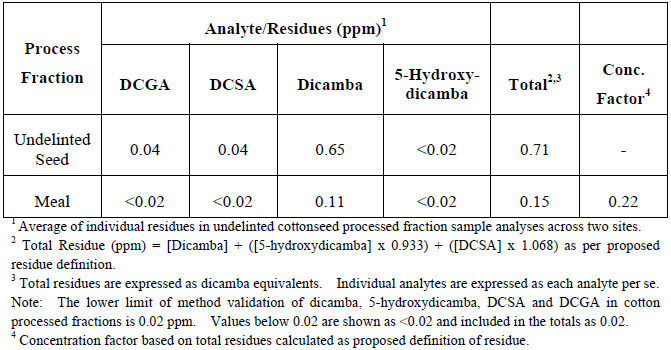 Process Fraction
Analyte/Residues (ppm)1
DCGA
DCSA
Dicamba
5-Hydroxy-
dicamba
Total2,3
Conc.
Factor4
Undelinted
Seed
0.04
0.04
0.65
<0.02
0.71
-
Meal
<0.02
<0.02
0.11
<0.02
0.15
0.22
1 Average of individual residues in undelinted cottonseed processed fraction sample analyses across two sites.
2 Total Residue (ppm) = [Dicamba] + ([5-hydroxydicamba] x 0.933) + ([DCSA] x 1.068) as per proposed
residue definition.
3 Total residues are expressed as dicamba equivalents. Individual analytes are expressed as each analyte per se.
Note: The lower limit of method validation of dicamba, 5-hydroxydicamba, DCSA and DCGA in cotton
processed fractions is 0.02 ppm. Values below 0.02 are shown as <0.02 and included in the totals as 0.02.
4 Concentration factor based on total residues calculated as proposed definition of residue.